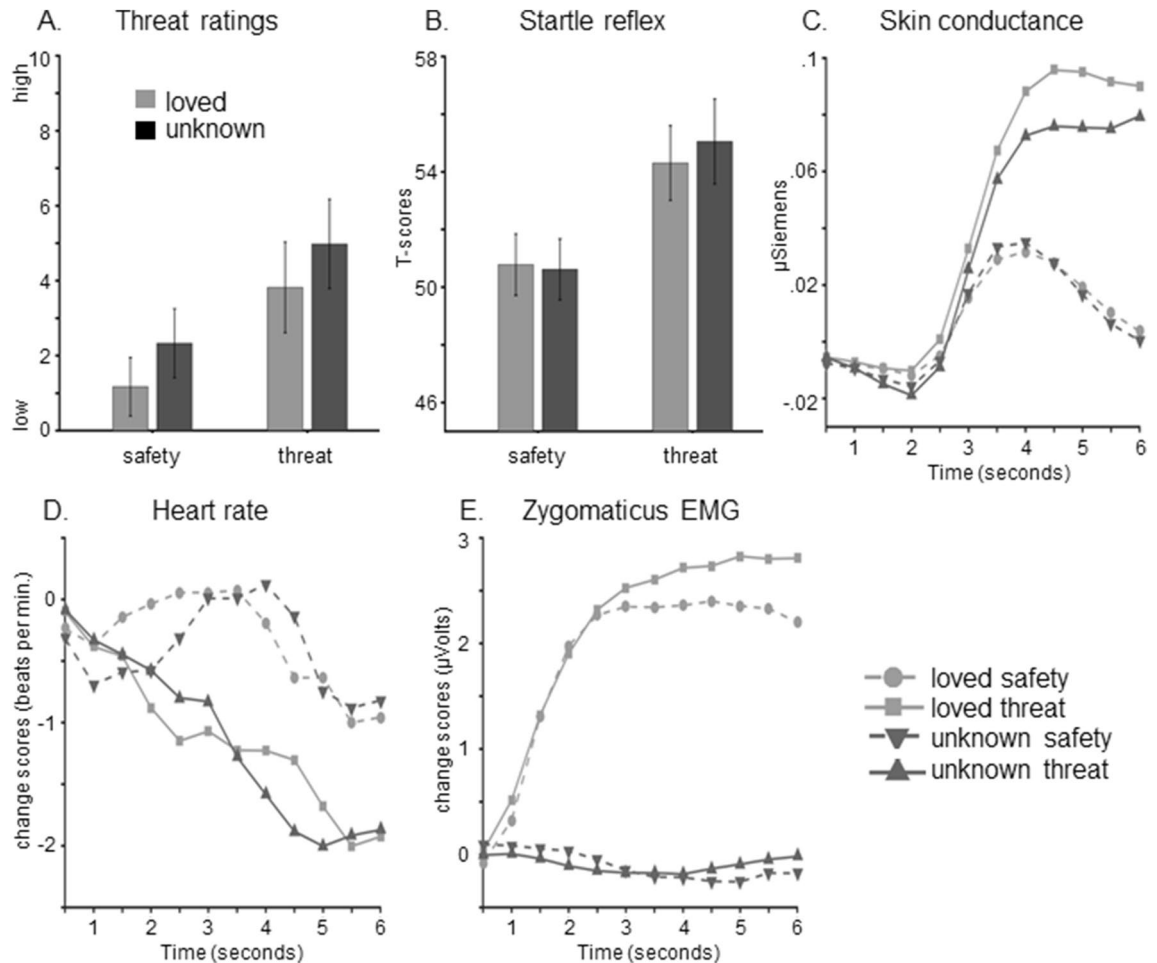 A. Threat ratings
high
10
8
6
4
2
0
low
loved
unknown
safety threat
B. Startle reflex
T-scores
58
54
50
46
safety threat
C. Skin conductance
µSiemens
.1
.06
.02
-.02
1 2 3 4 5 6
Time (seconds)
D. Heart rate
change scores (beats per min.)
0
-1
-2
1 2 3 4 5 6
Time (seconds)
E. Zygomaticus EMG
change scores (µVolts)
3
2
1
0
1 2 3 4 5 6
Time (seconds)
loved safety
loved threat
unknown safety
unknown threat